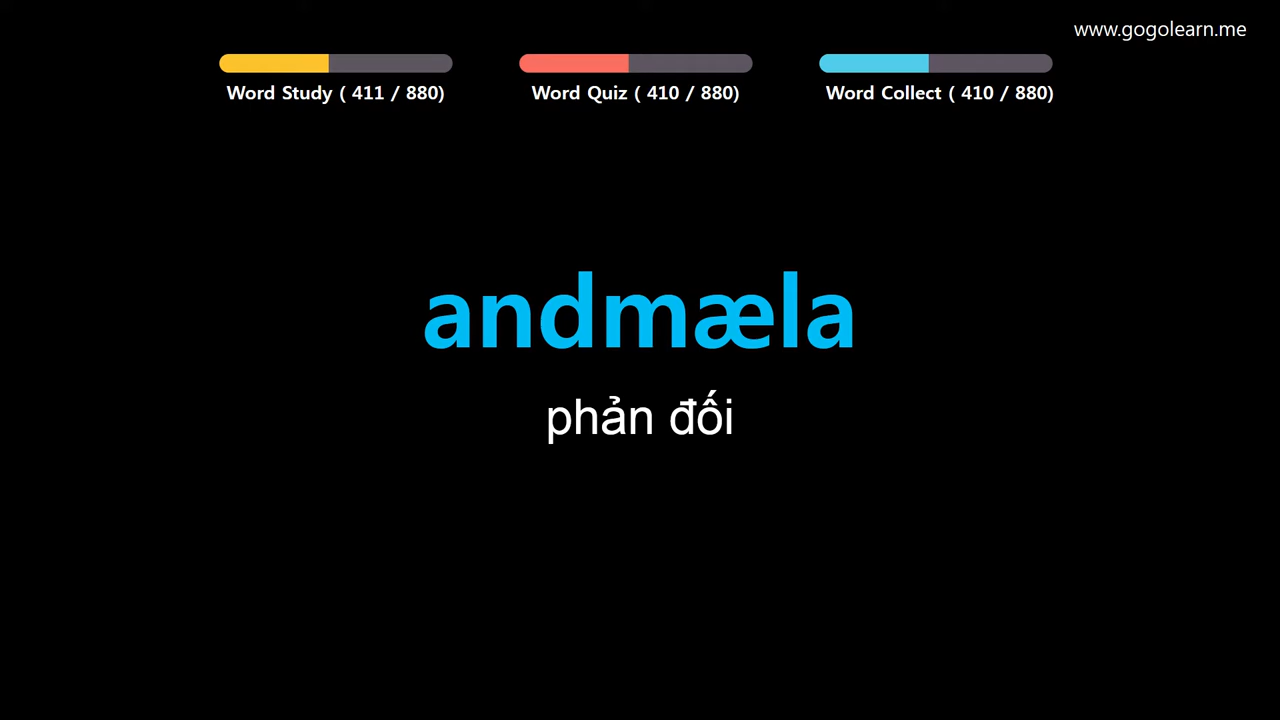 www.gogolearn.me
Word Study ( 411 / 880)
Word Quiz ( 410 / 880)
Word Collect ( 410 / 880)
andmæla
phản đối